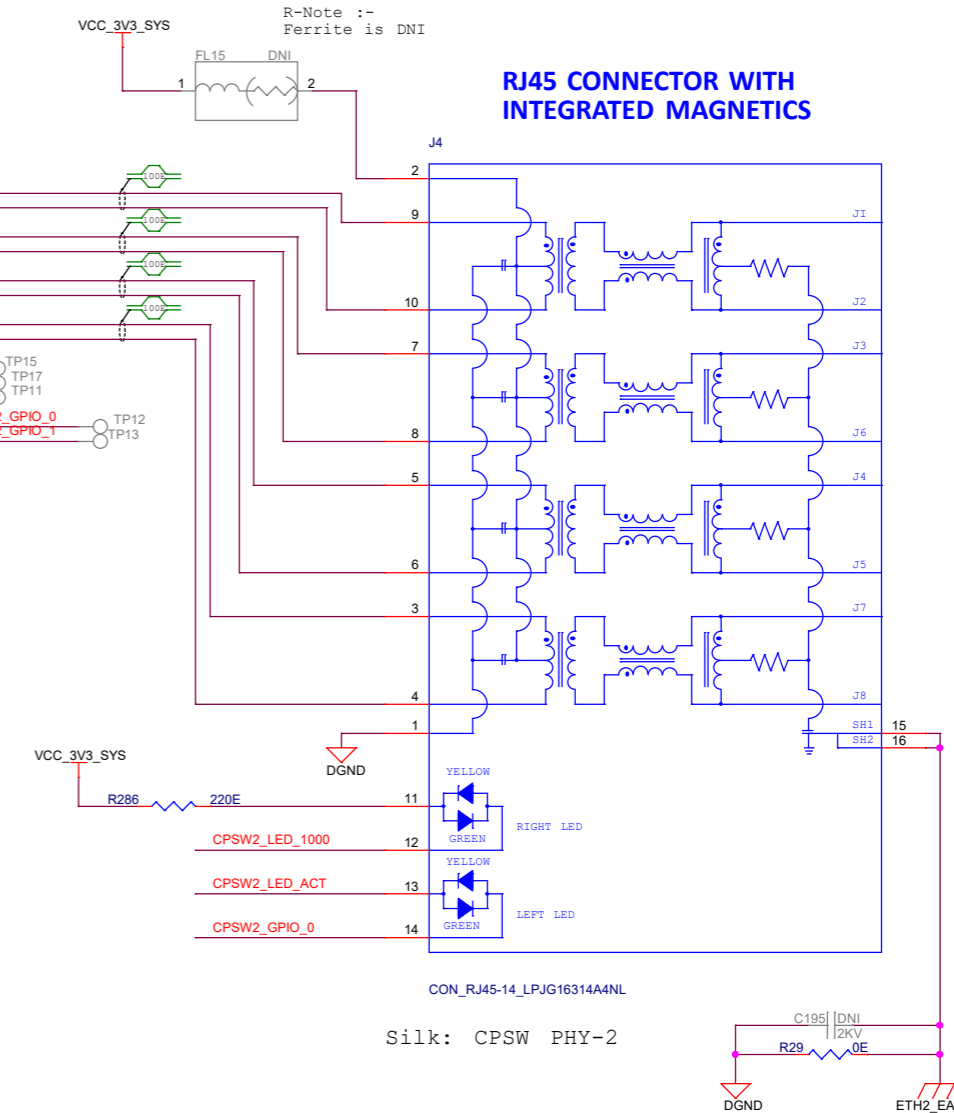 R-Note :-
Ferrite is DNI
VCC_3V3_SYS
FL15 DNI
1 2
RJ45 CONNECTOR WITH
INTEGRATED MAGNETICS
J4
2
100E
9 J1
100E
100E
10 J2
100E
7 J3
TP15
TP17
TP11
2_GPIO_0 TP12
2_GPIO_1 TP13
8 J6
5 J4
6 J5
3 J7
4 J8
1 SH1 15
SH2 16
DGND
VCC_3V3_SYS
YELLOW
R286 220E 11
RIGHT LED
CPSW2_LED_1000 12 GREEN
YELLOW
CPSW2_LED_ACT 13
LEFT LED
CPSW2_GPIO_0 14 GREEN
CON_RJ45-14_LPJG16314A4NL
Silk: CPSW PHY-2
C195 DNI
2KV
R29 0E
DGND ETH2_EA